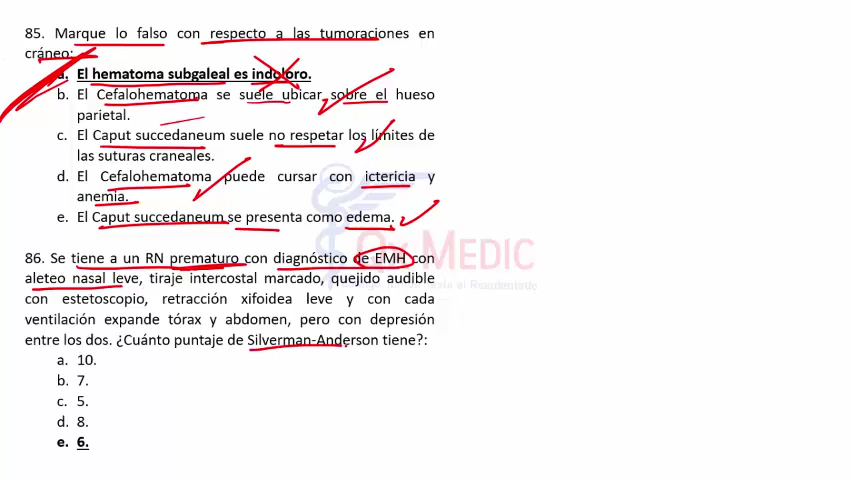 85. Marque lo falso con respecto a las tumoraciones en
cráneo:
a. El hematoma subgaleal es indoloro.
b. El Cefalohematoma se suele ubicar sobre el hueso
parietal.
c. El Caput succedaneum suele no respetar los límites de
las suturas craneales.
d. El Cefalohematoma puede cursar con ictericia y
anemia.
e. El Caput succedaneum se presenta como edema.
86. Se tiene a un RN prematuro con diagnóstico de EMH con
aleteo nasal leve, tiraje intercostal marcado, quejido audible
con estetoscopio, retracción xifoidea leve y con cada
ventilación expande tórax y abdomen, pero con depresión
entre los dos. ¿Cuánto puntaje de Silverman-Anderson tiene?:
a. 10.
b. 7.
c. 5.
d. 8.
e. 6.
MEDIC